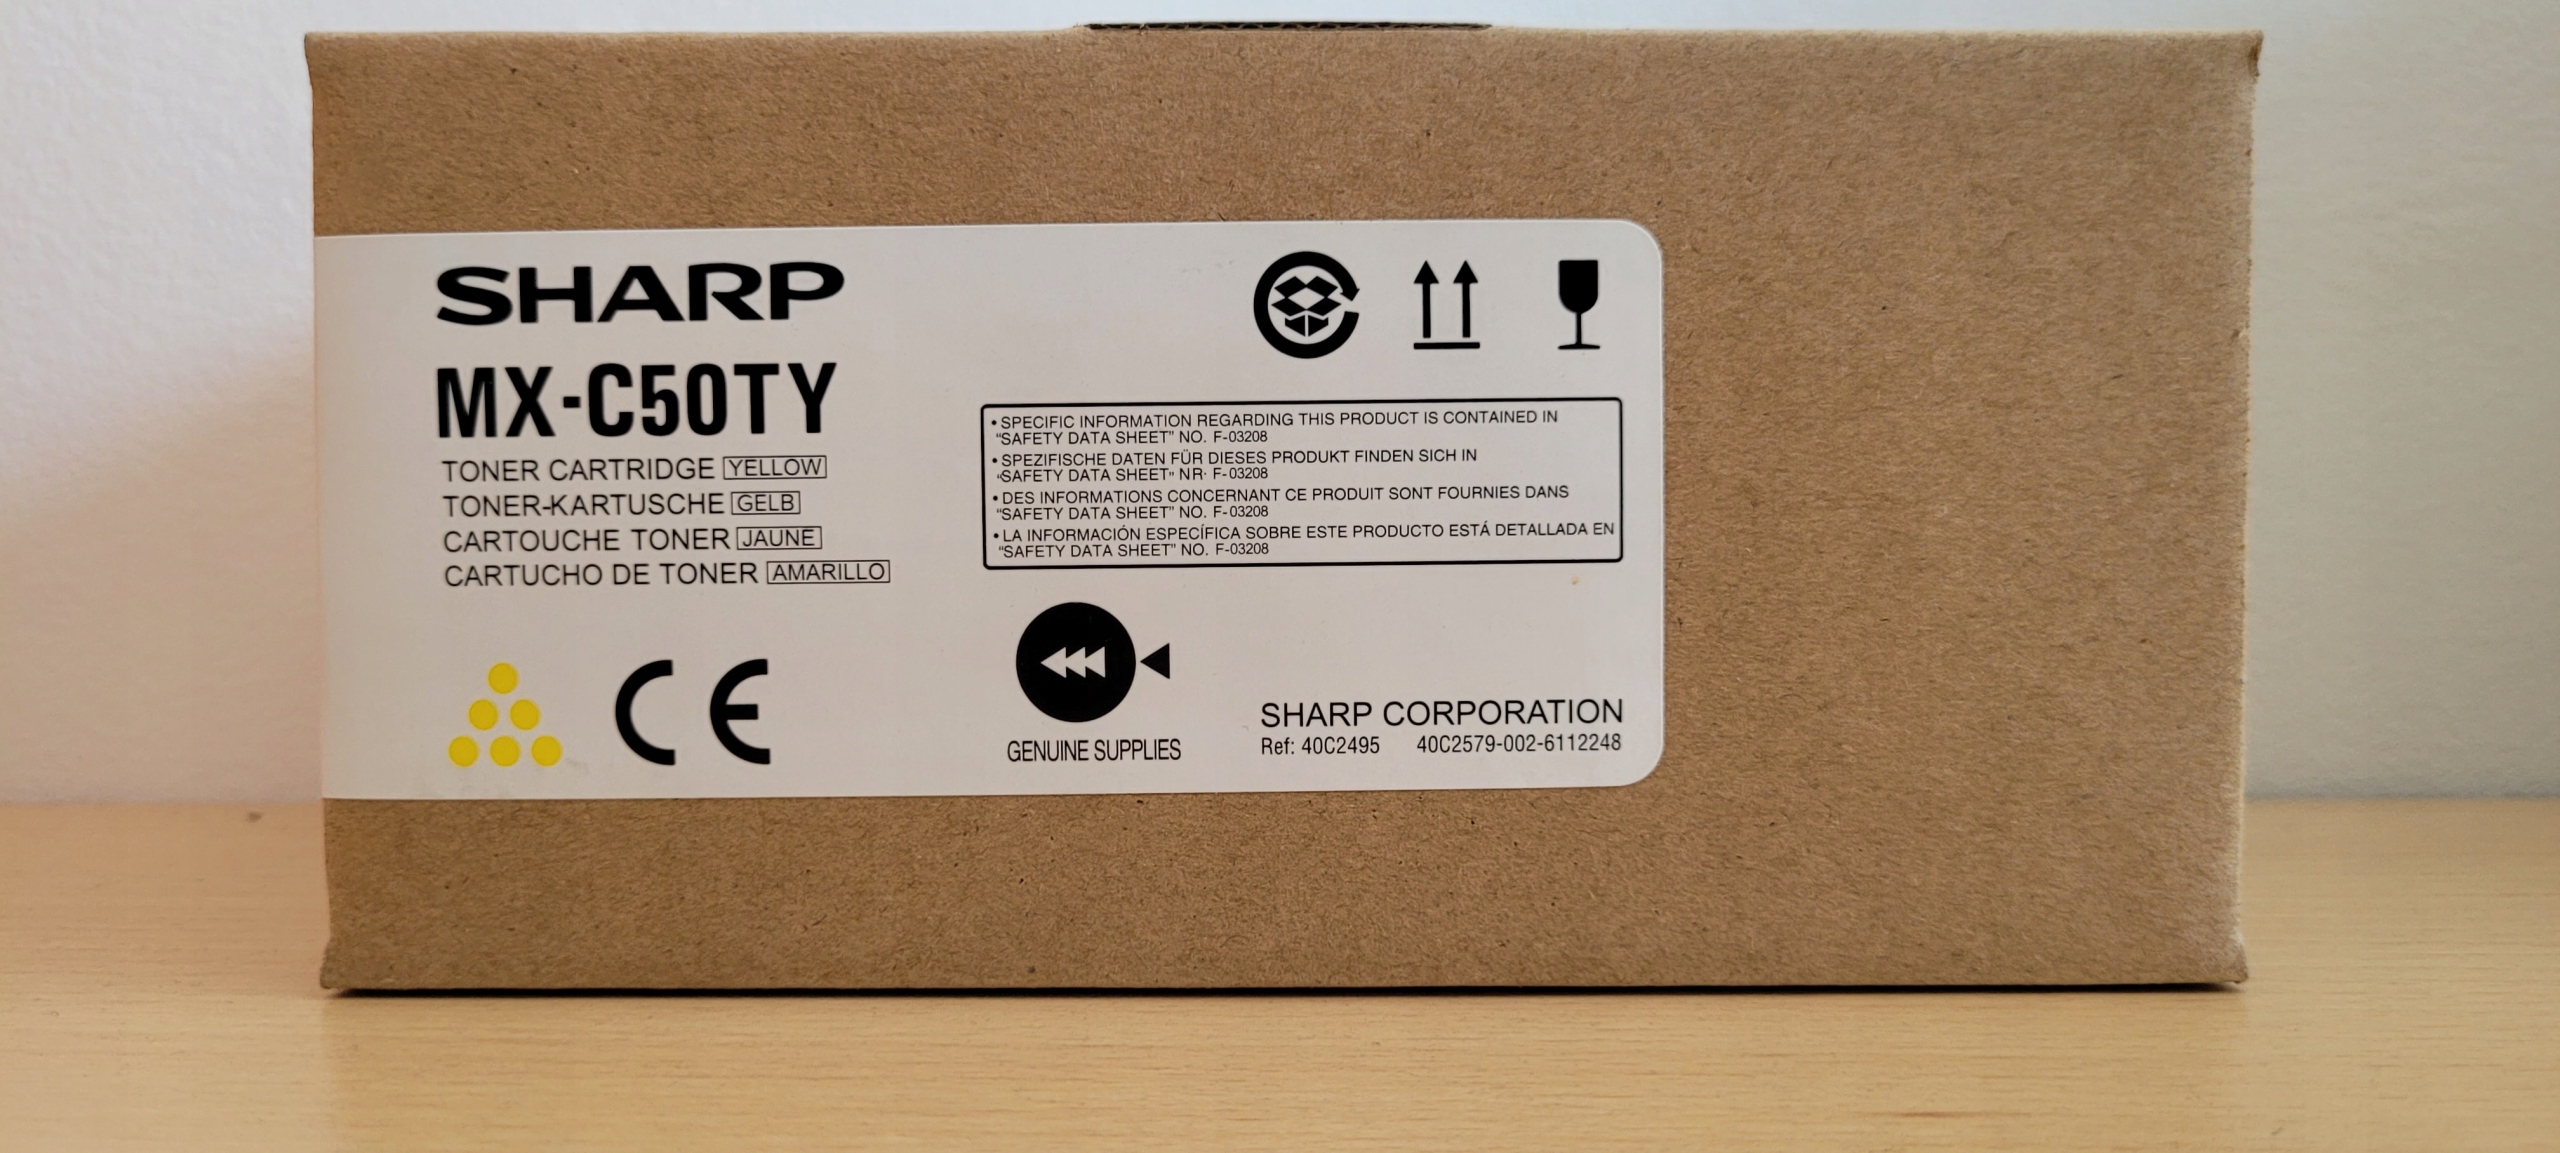 SHARP
MX-C50TY
TONER CARTRIDGE YELLOW
TONER-KARTUSCHE GELB
CARTOUCHE TONER JAUNE
CARTUCHO DE TONER AMARILLO
CE
• SPECIFIC INFORMATION REGARDING THIS PRODUCT IS CONTAINED IN
"SAFETY DATA SHEET" NO. F-03208
• SPEZIFISCHE DATEN FÜR DIESES PRODUKT FINDEN SICH IN
"SAFETY DATA SHEET" NR· F-03208
• DES INFORMATIONS CONCERNANT CE PRODUIT SONT FOURNIES DANS
"SAFETY DATA SHEET" NO. F-03208
• LA INFORMACIÓN ESPECÍFICA SOBRE ESTE PRODUCTO ESTÁ DETALLADA EN
"SAFETY DATA SHEET" NO. F-03208
GENUINE SUPPLIES
SHARP CORPORATION
Ref: 40C2495 40C2579-002-6112248